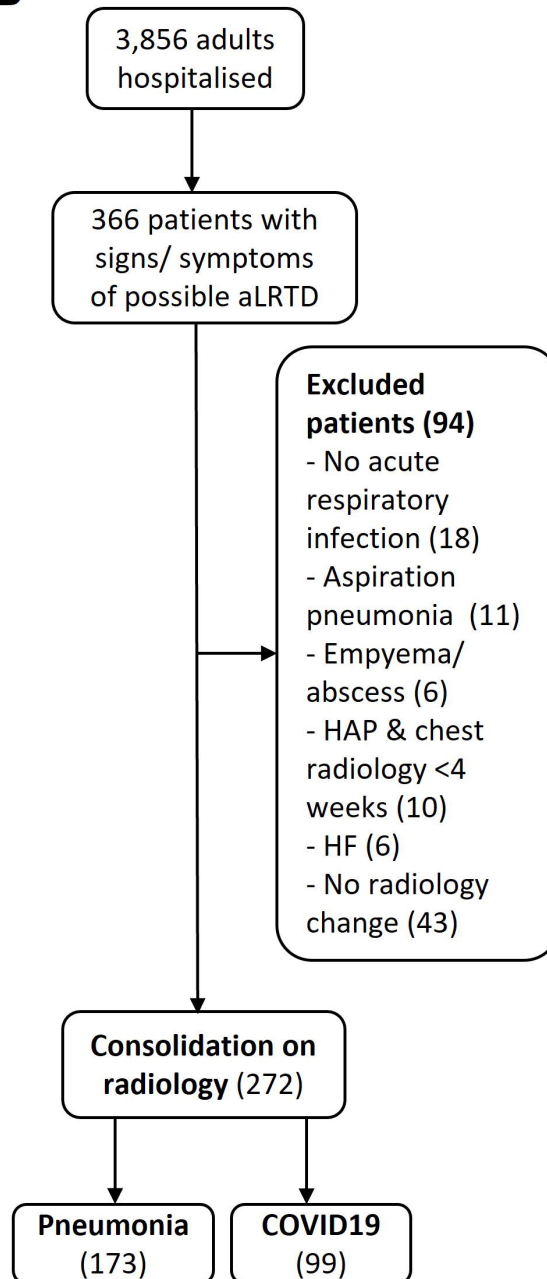 3,856 adults
hospitalised
366 patients with
signs/ symptoms
of possible aLRTD
Excluded
patients (94)
- No acute
respiratory
infection (18)
- Aspiration
pneumonia  (11)
- Empyema/
abscess (6)
- HAP & chest
radiology <4
weeks (10)
- HF (6)
- No radiology
change (43)
Consolidation on
radiology (272)
Pneumonia
(173)
COVID19
(99)